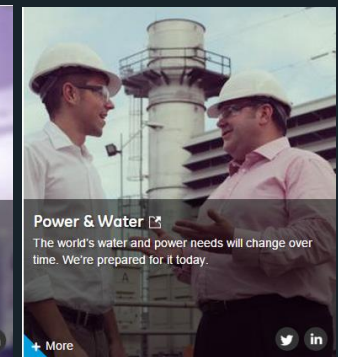 Power & Water
The world's water and power needs will change over
time. We're prepared for it today.
+ More
in